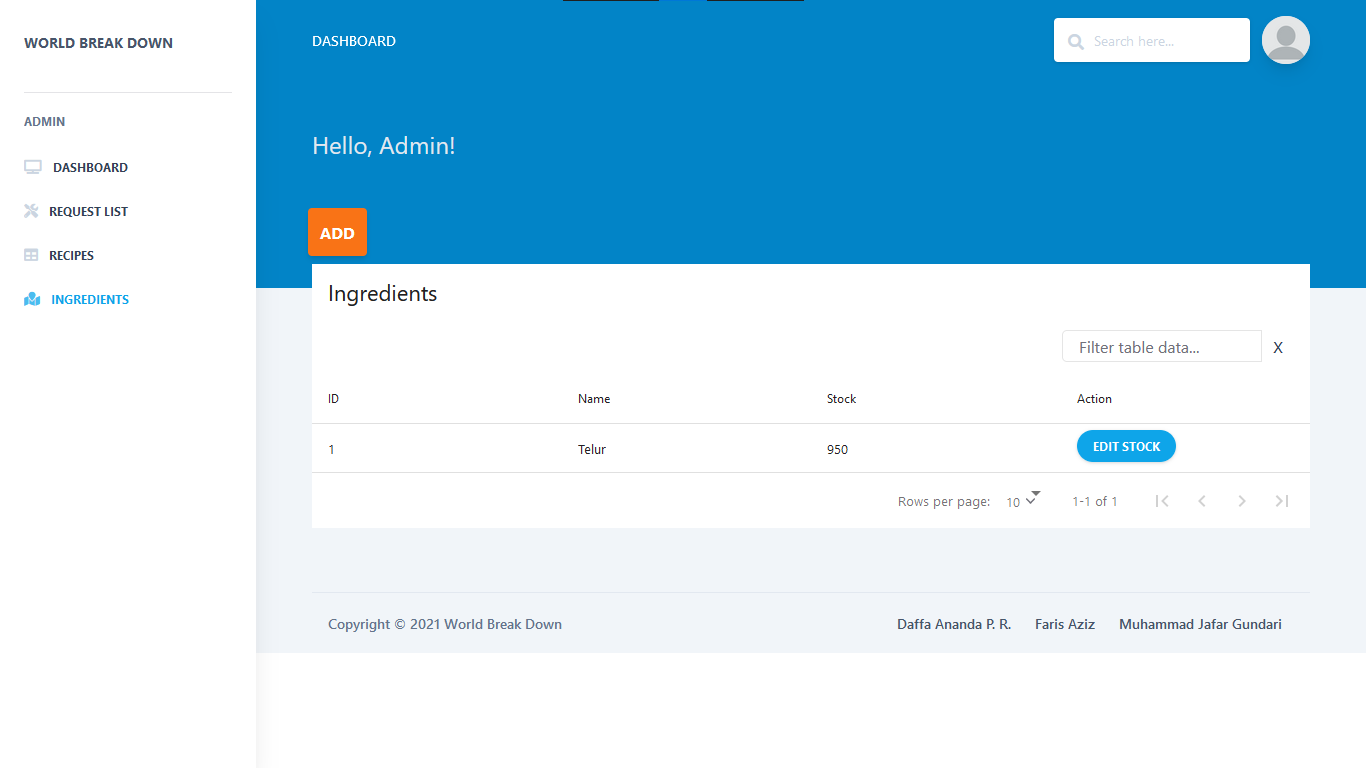 WORLD BREAK DOWN
ADMIN
DASHBOARD
REQUEST LIST
RECIPES
INGREDIENTS
DASHBOARD
Search here...
Hello, Admin!
ADD
Ingredients
Filter table data...
X
ID Name Stock Action
1 Telur 950 EDIT STOCK
Rows per page: 10 1-1 of 1
Copyright © 2021 World Break Down Daffa Ananda P. R. Faris Aziz Muhammad Jafar Gundari